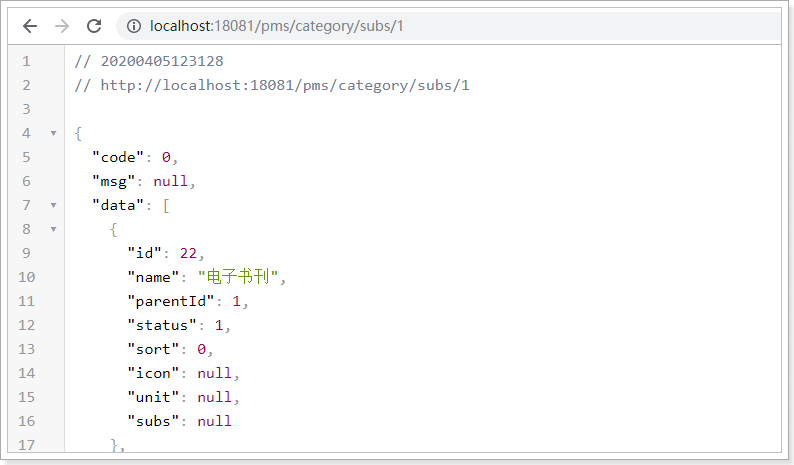 localhost:18081/pms/category/subs/1
1 // 20200405123128
2 // http://localhost:18081/pms/category/subs/1
3
4 {
5 "code": 0,
6 "msg": null,
7 "data": [
8 {
9 "id": 22,
10 "name": "电子书刊",
11 "parentId": 1,
12 "status": 1,
13 "sort": 0,
14 "icon": null,
15 "unit": null,
16 "subs": null
17 },